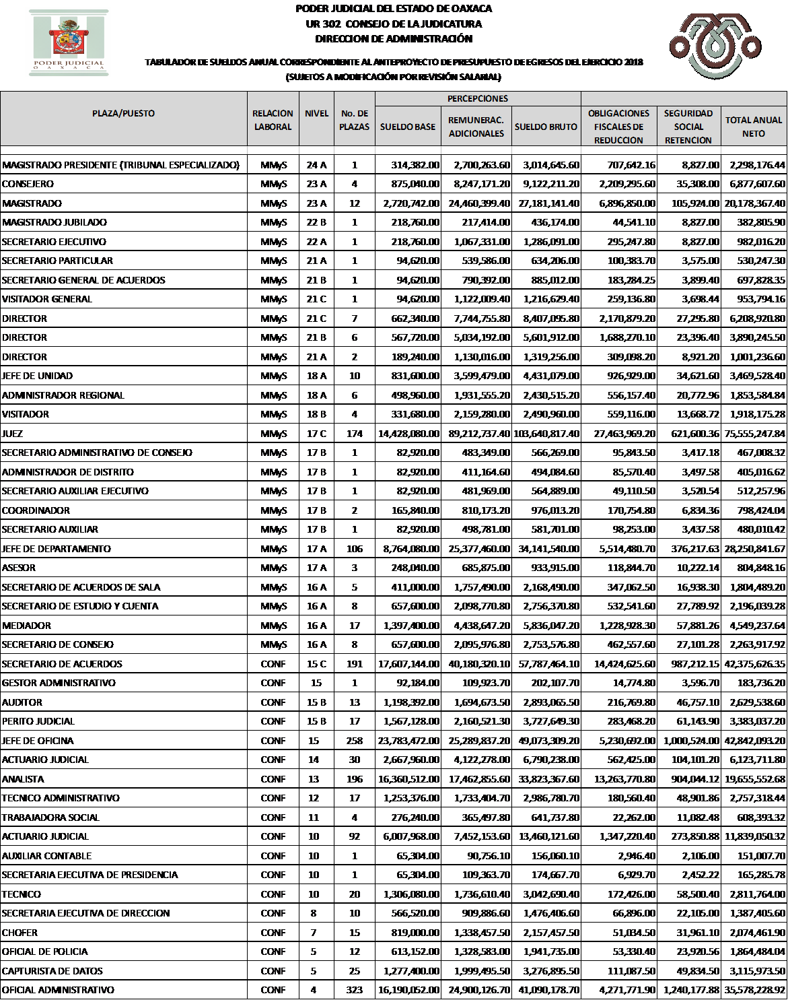 PODER JUDICIAL DEL ESTADO DE OAXACA
UR 302 CONSEJO DE LA JUDICATURA
DIRECCION DE ADMINISTRACIÓN
PODER JUDICIAL
OAXACA
TABULADOR DE SUELDOS ANUAL CORRESPONDIENTE AL ANTEPROYECTO DE PRESUPUESTO DE EGRESOS DEL EJERCICIO 2018
(SUJETOS A MODIFICACIÓN POR REVISIÓN SALARIAL)
PERCEPCIONES
PLAZA/PUESTO RELACION LABORAL NIVEL No. DE PLAZAS SUELDO BASE REMUNERAC. ADICIONALES SUELDO BRUTO OBLIGACIONES FISCALES DE REDUCCION SEGURIDAD SOCIAL RETENCION TOTAL ANUAL NETO
MAGISTRADO PRESIDENTE (TRIBUNAL ESPECIALIZADO) MMyS 24 A 1 314,382.00 2,700,263.60 3,014,645.60 707,642.16 8,827.00 2,298,176.44
CONSEJERO MMyS 23 A 4 875,040.00 8,247,171.20 9,122,211.20 2,209,295.60 35,308.00 6,877,607.60
MAGISTRADO MMyS 23 A 12 2,720,742.00 24,460,399.40 27,181,141.40 6,896,850.00 105,924.00 20,178,367.40
MAGISTRADO JUBILADO MMyS 22 B 1 218,760.00 217,414.00 436,174.00 44,541.10 8,827.00 382,805.90
SECRETARIO EJECUTIVO MMyS 22 A 1 218,760.00 1,067,331.00 1,286,091.00 295,247.80 8,827.00 982,016.20
SECRETARIO PARTICULAR MMyS 21 A 1 94,620.00 539,586.00 634,206.00 100,383.70 3,575.00 530,247.30
SECRETARIO GENERAL DE ACUERDOS MMyS 21 B 1 94,620.00 790,392.00 885,012.00 183,284.25 3,899.40 697,828.35
VISITADOR GENERAL MMyS 21 C 1 94,620.00 1,122,009.40 1,216,629.40 259,136.80 3,698.44 953,794.16
DIRECTOR MMyS 21 C 7 662,340.00 7,744,755.80 8,407,095.80 2,170,879.20 27,295.80 6,208,920.80
DIRECTOR MMyS 21 B 6 567,720.00 5,034,192.00 5,601,912.00 1,688,270.10 23,396.40 3,890,245.50
DIRECTOR MMyS 21 A 2 189,240.00 1,130,016.00 1,319,256.00 309,098.20 8,921.20 1,001,236.60
JEFE DE UNIDAD MMyS 18 A 10 831,600.00 3,599,479.00 4,431,079.00 926,929.00 34,621.60 3,469,528.40
ADMINISTRADOR REGIONAL MMyS 18 A 6 498,960.00 1,931,555.20 2,430,515.20 556,157.40 20,772.96 1,853,584.84
VISITADOR MMyS 18 B 4 331,680.00 2,159,280.00 2,490,960.00 559,116.00 13,668.72 1,918,175.28
JUEZ MMyS 17 C 174 14,428,080.00 89,212,737.40 103,640,817.40 27,463,969.20 621,600.36 75,555,247.84
SECRETARIO ADMINISTRATIVO DE CONSEJO MMyS 17 B 1 82,920.00 483,349.00 566,269.00 95,843.50 3,417.18 467,008.32
ADMINISTRADOR DE DISTRITO MMyS 17 B 1 82,920.00 411,164.60 494,084.60 85,570.40 3,497.58 405,016.62
SECRETARIO AUXILIAR EJECUTIVO MMyS 17 B 1 82,920.00 481,969.00 564,889.00 49,110.50 3,520.54 512,257.96
COORDINADOR MMyS 17 B 2 165,840.00 810,173.20 976,013.20 170,754.80 6,834.36 798,424.04
SECRETARIO AUXILIAR MMyS 17 B 1 82,920.00 498,781.00 581,701.00 98,253.00 3,437.58 480,010.42
JEFE DE DEPARTAMENTO MMyS 17 A 106 8,764,080.00 25,377,460.00 34,141,540.00 5,514,480.70 376,217.63 28,250,841.67
ASESOR MMyS 17 A 3 248,040.00 685,875.00 933,915.00 118,844.70 10,222.14 804,848.16
SECRETARIO DE ACUERDOS DE SALA MMyS 16 A 5 411,000.00 1,757,490.00 2,168,490.00 347,062.50 16,938.30 1,804,489.20
SECRETARIO DE ESTUDIO Y CUENTA MMyS 16 A 8 657,600.00 2,098,770.80 2,756,370.80 532,541.60 27,789.92 2,196,039.28
MEDIADOR MMyS 16 A 17 1,397,400.00 4,438,647.20 5,836,047.20 1,228,928.30 57,881.26 4,549,237.64
SECRETARIO DE CONSEJO MMyS 16 A 8 657,600.00 2,095,976.80 2,753,576.80 462,557.60 27,101.28 2,263,917.92
SECRETARIO DE ACUERDOS CONF 15 C 191 17,607,144.00 40,180,320.10 57,787,464.10 14,424,625.60 987,212.15 42,375,626.35
GESTOR ADMINISTRATIVO CONF 15 1 92,184.00 109,923.70 202,107.70 14,774.80 3,596.70 183,736.20
AUDITOR CONF 15 B 13 1,198,392.00 1,694,673.50 2,893,065.50 216,769.80 46,757.10 2,629,538.60
PERITO JUDICIAL CONF 15 B 17 1,567,128.00 2,160,521.30 3,727,649.30 283,468.20 61,143.90 3,383,037.20
JEFE DE OFICINA CONF 15 258 23,783,472.00 25,289,837.20 49,073,309.20 5,230,692.00 1,000,524.00 42,842,093.20
ACTUARIO JUDICIAL CONF 14 30 2,667,960.00 4,122,278.00 6,790,238.00 562,425.00 104,101.20 6,123,711.80
ANALISTA CONF 13 196 16,360,512.00 17,462,855.60 33,823,367.60 13,263,770.80 904,044.12 19,655,552.68
TECNICO ADMINISTRATIVO CONF 12 17 1,253,376.00 1,733,404.70 2,986,780.70 180,560.40 48,901.86 2,757,318.44
TRABAJADORA SOCIAL CONF 11 4 276,240.00 365,497.80 641,737.80 22,262.00 11,082.48 608,393.32
ACTUARIO JUDICIAL CONF 10 92 6,007,968.00 7,452,153.60 13,460,121.60 1,347,220.40 273,850.88 11,839,050.32
AUXILIAR CONTABLE CONF 10 1 65,304.00 90,756.10 156,060.10 2,946.40 2,106.00 151,007.70
SECRETARIA EJECUTIVA DE PRESIDENCIA CONF 10 1 65,304.00 109,363.70 174,667.70 6,929.70 2,452.22 165,285.78
TECNICO CONF 10 20 1,306,080.00 1,736,610.40 3,042,690.40 172,426.00 58,500.40 2,811,764.00
SECRETARIA EJECUTIVA DE DIRECCION CONF 8 10 566,520.00 909,886.60 1,476,406.60 66,896.00 22,105.00 1,387,405.60
CHOFER CONF 7 15 819,000.00 1,338,457.50 2,157,457.50 51,034.50 31,961.10 2,074,461.90
OFICIAL DE POLICIA CONF 5 12 613,152.00 1,328,583.00 1,941,735.00 53,330.40 23,920.56 1,864,484.04
CAPTURISTA DE DATOS CONF 5 25 1,277,400.00 1,999,495.50 3,276,895.50 111,087.50 49,834.50 3,115,973.50
OFICIAL ADMINISTRATIVO CONF 4 323 16,190,052.00 24,900,126.70 41,090,178.70 4,271,771.90 1,240,177.88 35,578,228.92